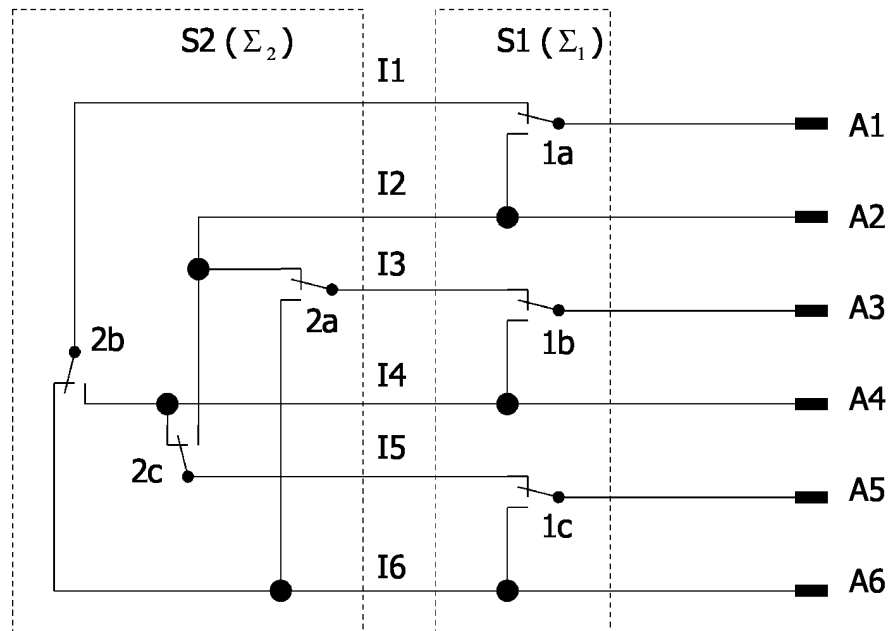 S2 (Σ₂)
S1 (Σ₁)
I1
A1
1a
I2
A2
I3
2a
A3
1b
2b
I4
A4
I5
2c
A5
1c
I6
A6